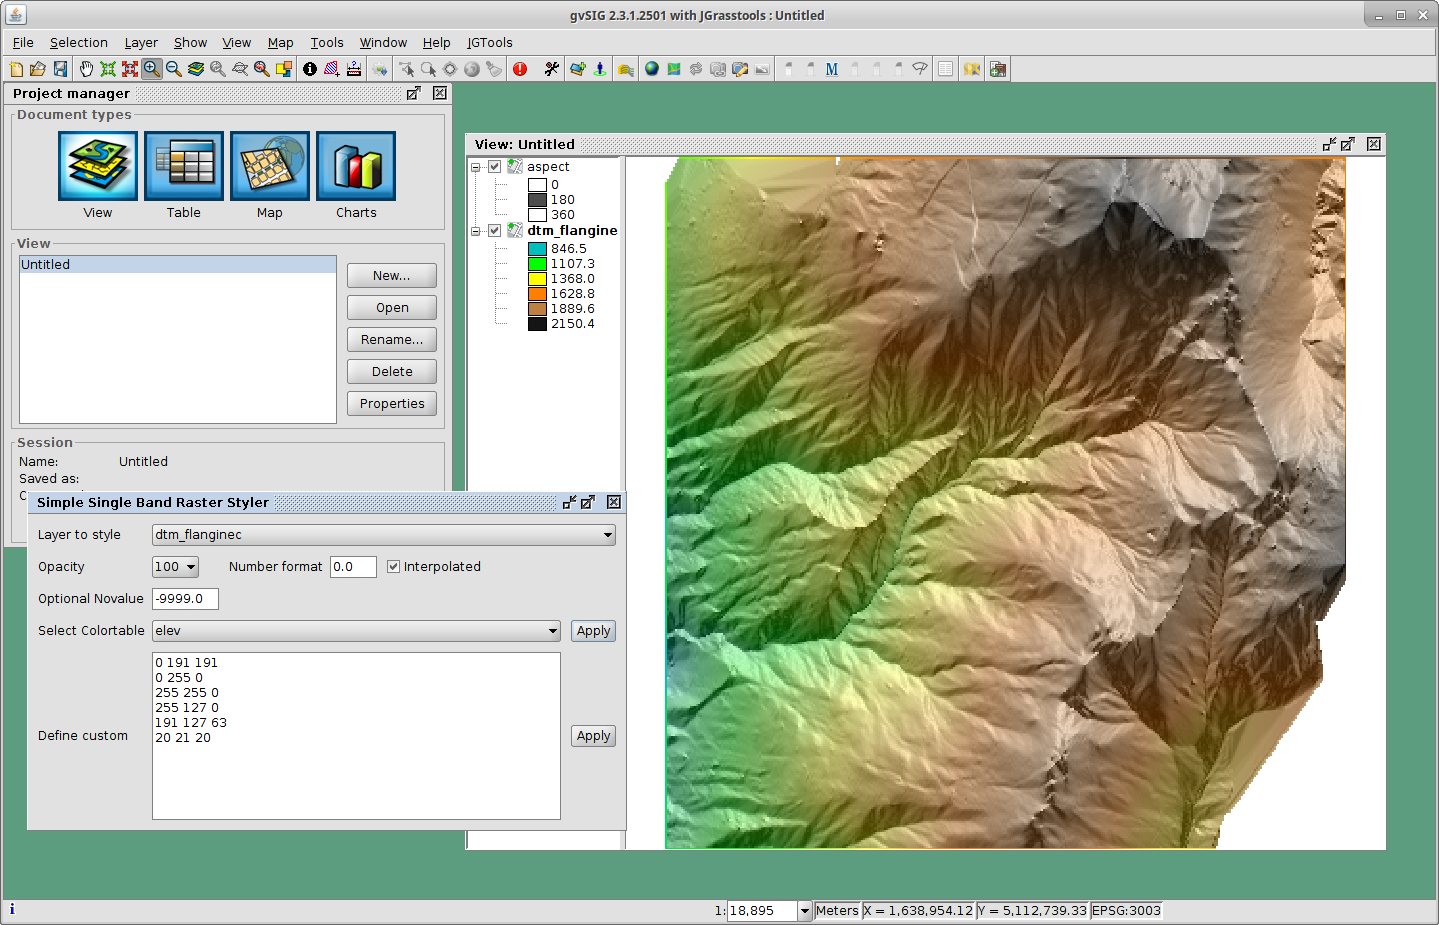 gvSIG 2.3.1.2501 with JGrasstools : Untitled
File Selection Layer Show View Map Tools Window Help JGTools
M
Project manager
Document types
View Table Map Charts
View
Untitled
New...
Open
Rename...
Delete
Properties
Session
Name: Untitled
Saved as:
View: Untitled
aspect
0
180
360
dtm_flangine
846.5
1107.3
1368.0
1628.8
1889.6
2150.4
Simple Single Band Raster Styler
Layer to style dtm_flanginec
Opacity 100 Number format 0.0 Interpolated
Optional Novalue -9999.0
Select Colortable elev Apply
0 191 191
0 255 0
255 255 0
255 127 0
191 127 63
20 21 20
Define custom Apply
1: 18,895 Meters X = 1,638,954.12 Y = 5,112,739.33 EPSG:3003